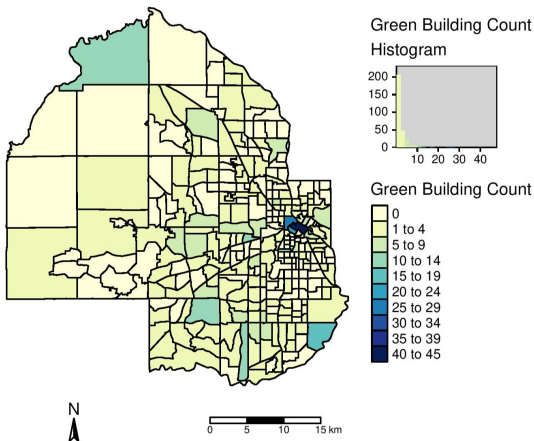 Green Building Count
Histogram
200
150
100
50
0
10 20 30 40
Green Building Count
0
1 to 4
5 to 9
10 to 14
15 to 19
20 to 24
25 to 29
30 to 34
35 to 39
40 to 45
N
0 5 10 15 km